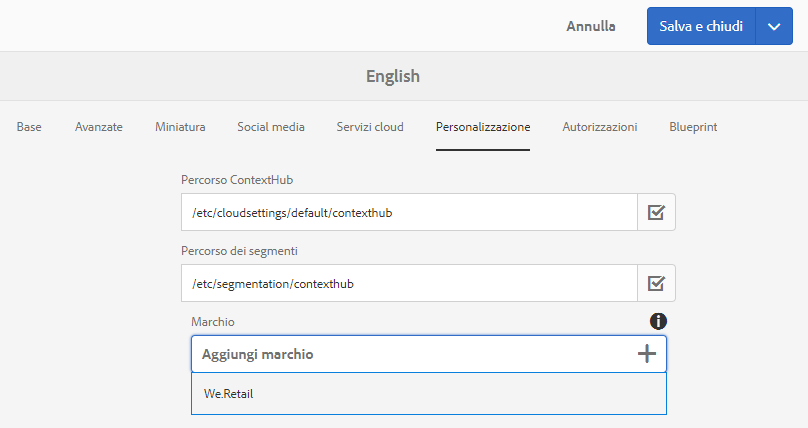 Annulla
Salva e chiudi
English
Base Avanzate Miniatura Social media Servizi cloud Personalizzazione Autorizzazioni Blueprint
Percorso ContextHub
/etc/cloudsettings/default/contexthub
Percorso dei segmenti
/etc/segmentation/contexthub
Marchio
Aggiungi marchio
We.Retail